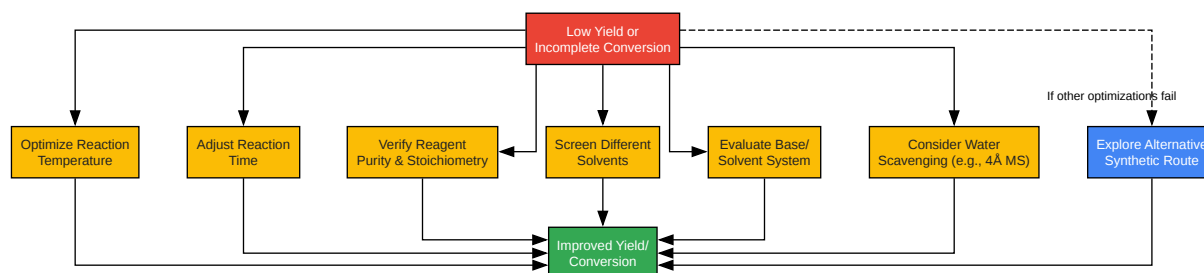 Low Yield or
Incomplete Conversion
If other optimizations fail
Optimize Reaction
Temperature
Adjust Reaction
Time
Verify Reagent
Purity & Stoichiometry
Screen Different
Solvents
Evaluate Base/
Solvent System
Consider Water
Scavenging (e.g., 4Å MS)
Explore Alternative
Synthetic Route
Improved Yield/
Conversion